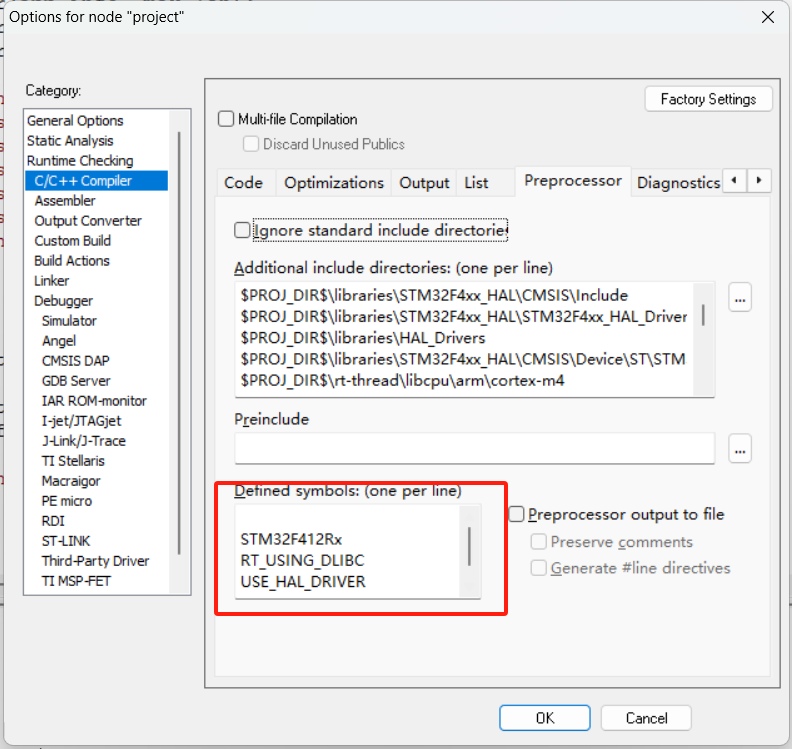 Options for node "project"
Category:
General Options
Static Analysis
Runtime Checking
C/C++ Compiler
Assembler
Output Converter
Custom Build
Build Actions
Linker
Debugger
Simulator
Angel
CMSIS DAP
GDB Server
IAR ROM-monitor
I-jet/JTAGjet
J-Link/J-Trace
TI Stellaris
Macraigor
PE micro
RDI
ST-LINK
Third-Party Driver
TI MSP-FET
Factory Settings
Multi-file Compilation
Discard Unused Publics
Code Optimizations Output List Preprocessor Diagnostics
Ignore standard include directorie
Additional include directories: (one per line)
$PROJ_DIR$\libraries\STM32F4xx_HAL\CMSIS\Include
$PROJ_DIR$\libraries\STM32F4xx_HAL\STM32F4xx_HAL_Driver
$PROJ_DIR$\libraries\HAL_Drivers
$PROJ_DIR$\libraries\STM32F4xx_HAL\CMSIS\Device\ST\STM
$PROJ_DIR$\rt-thread\libcpu\arm\cortex-m4
...
Preinclude
...
Defined symbols: (one per line)
STM32F412Rx
RT_USING_DLIBC
USE_HAL_DRIVER
Preprocessor output to file
Preserve comments
Generate #line directives
OK
Cancel